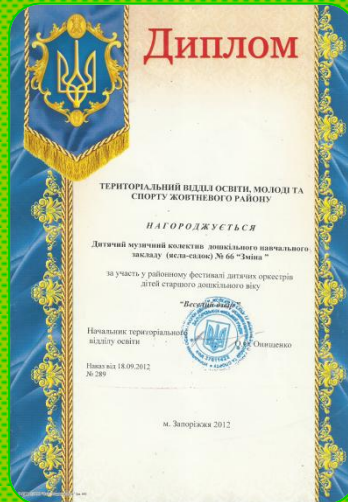 Диплом
ТЕРИТОРІАЛЬНИЙ ВІДДІЛ ОСВІТИ, МОЛОДІ ТА
СПОРТУ ЖОВТНЕВОГО РАЙОНУ
НАГОРОДЖУЄТЬСЯ
Дитячий музичний колектив дошкільного навчального
закладу (ясла-садок) № 66 "Зміна "
за участь у районному фестивалі дитячих оркестрів
дітей старшого дошкільного віку
"Веселий
Начальник територіального
відділу освіти Онищенко
Наказ від 18.09.2012
№ 289
м. Запоріжжя 2012